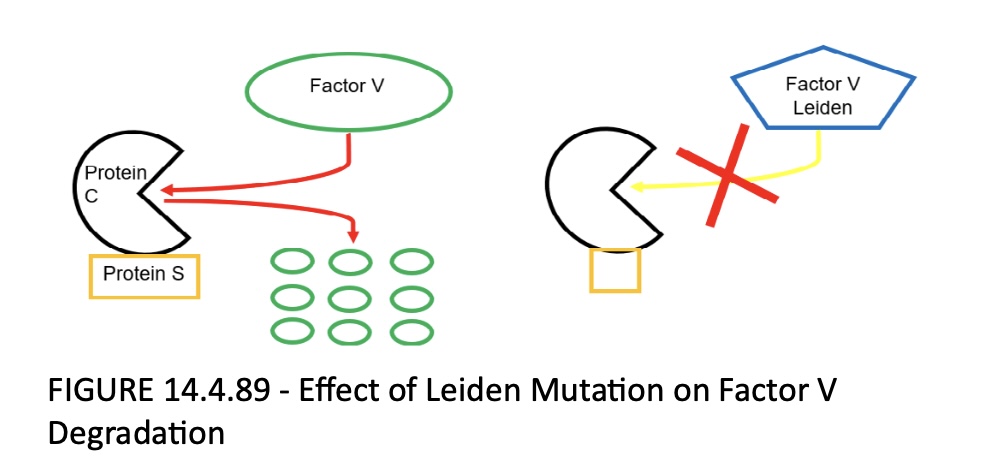 Factor V
Protein
C
Protein S
Factor V
Leiden
FIGURE 14.4.89 - Effect of Leiden Mutation on Factor V
Degradation